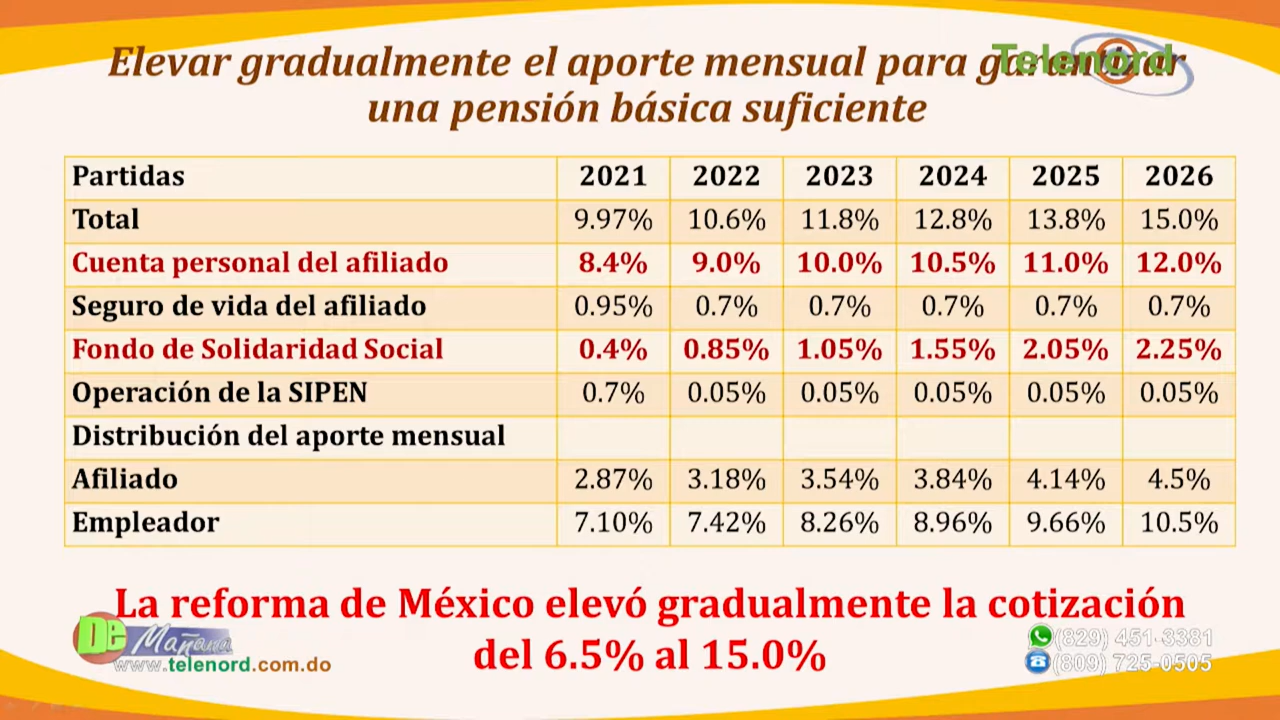 Elevar gradualmente el aporte mensual para garantizar
Telenord
una pensión básica suficiente
Partidas 2021 2022 2023 2024 2025 2026
Total 9.97% 10.6% 11.8% 12.8% 13.8% 15.0%
Cuenta personal del afiliado 8.4% 9.0% 10.0% 10.5% 11.0% 12.0%
Seguro de vida del afiliado 0.95% 0.7% 0.7% 0.7% 0.7% 0.7%
Fondo de Solidaridad Social 0.4% 0.85% 1.05% 1.55% 2.05% 2.25%
Operación de la SIPEN 0.7% 0.05% 0.05% 0.05% 0.05% 0.05%
Distribución del aporte mensual
Afiliado 2.87% 3.18% 3.54% 3.84% 4.14% 4.5%
Empleador 7.10% 7.42% 8.26% 8.96% 9.66% 10.5%
La reforma de México elevó gradualmente la cotización
del 6.5% al 15.0%
De Mañana
www.telenord.com.do
(829) 451-3381
(809) 725-0505